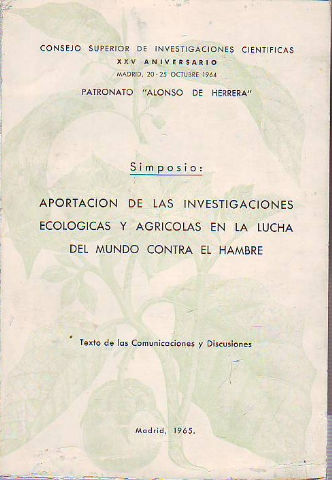 CONSEJO SUPERIOR DE INVESTIGACIONES CIENTIFICAS
XXV ANIVERSARIO
MADRID, 20-25 OCTUBRE 1964
PATRONATO "ALONSO DE HERRERA"
Simposio:
APORTACION DE LAS INVESTIGACIONES
ECOLOGICAS Y AGRICOLAS EN LA LUCHA
DEL MUNDO CONTRA EL HAMBRE
Texto de las Comunicaciones y Discusiones
Madrid, 1965.